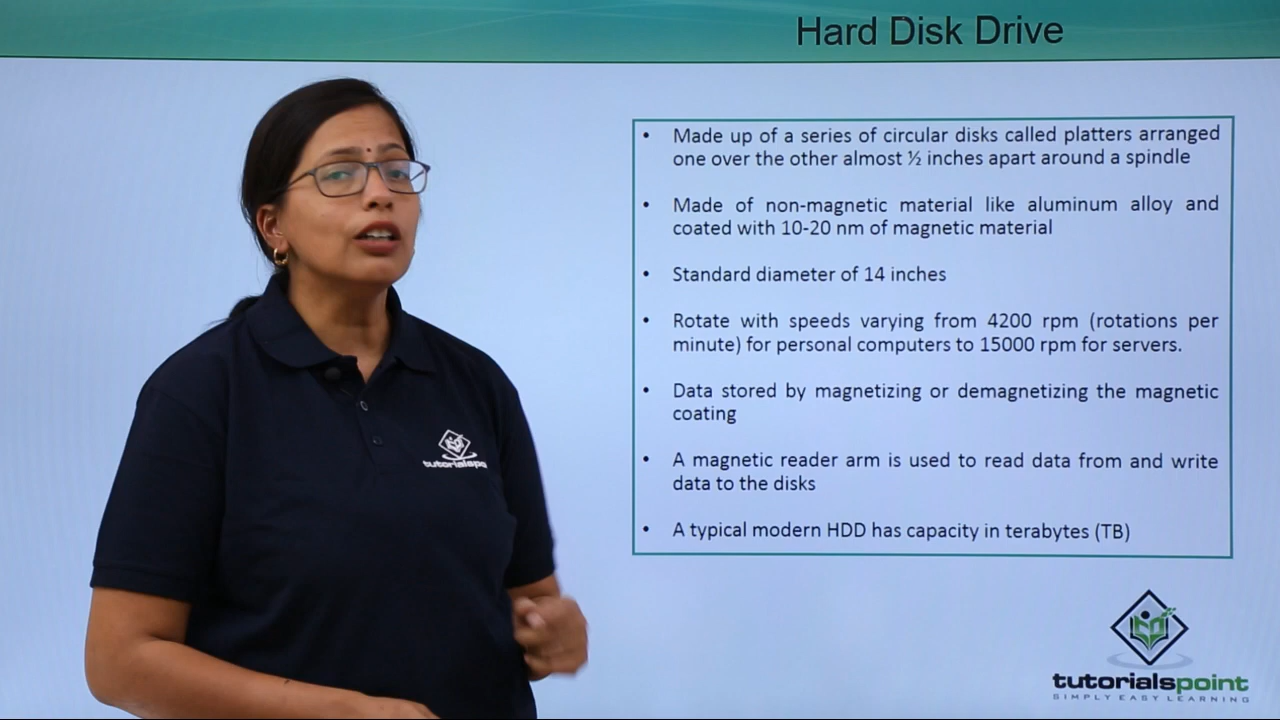 Hard Disk Drive
• Made up of a series of circular disks called platters arranged
one over the other almost ½ inches apart around a spindle
• Made of non-magnetic material like aluminum alloy and
coated with 10-20 nm of magnetic material
• Standard diameter of 14 inches
• Rotate with speeds varying from 4200 rpm (rotations per
minute) for personal computers to 15000 rpm for servers.
• Data stored by magnetizing or demagnetizing the magnetic
coating
• A magnetic reader arm is used to read data from and write
data to the disks
• A typical modern HDD has capacity in terabytes (TB)
tutorialspoi
tutorialspoint
SIMPLY EASY LEARNING